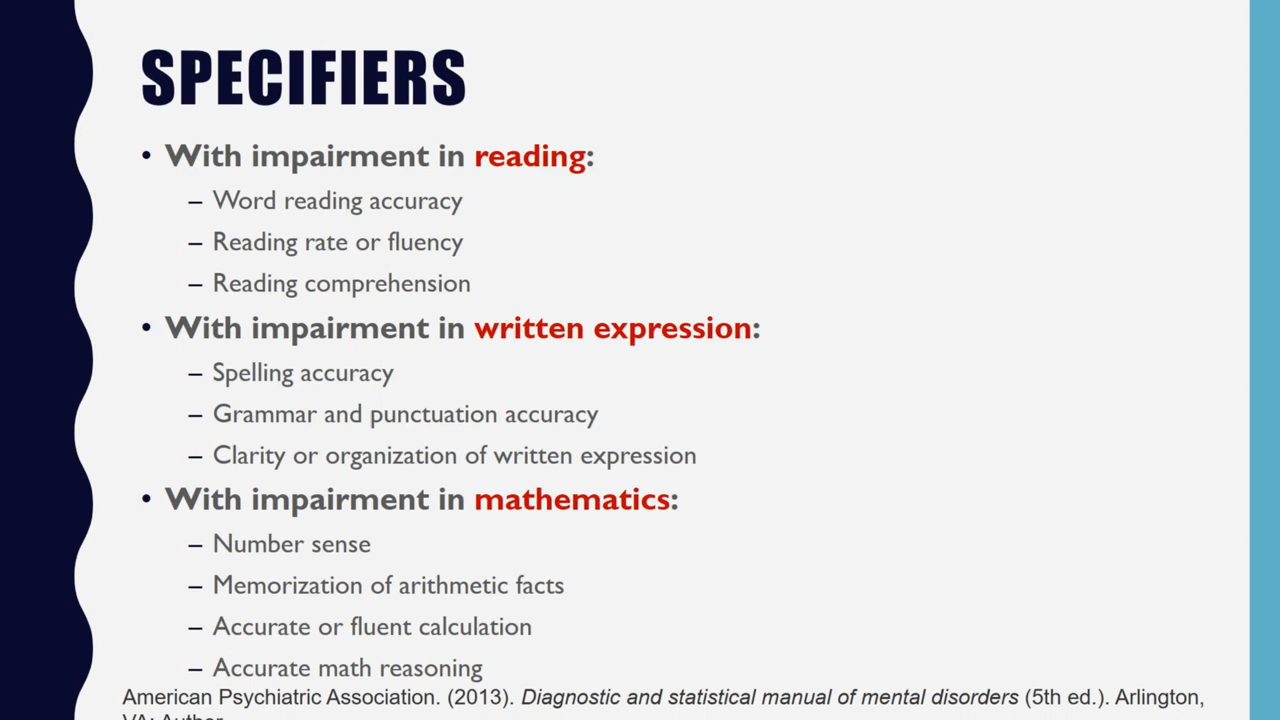 SPECIFIERS
• With impairment in reading:
– Word reading accuracy
– Reading rate or fluency
– Reading comprehension
• With impairment in written expression:
– Spelling accuracy
– Grammar and punctuation accuracy
– Clarity or organization of written expression
• With impairment in mathematics:
– Number sense
– Memorization of arithmetic facts
– Accurate or fluent calculation
– Accurate math reasoning
American Psychiatric Association. (2013). Diagnostic and statistical manual of mental disorders (5th ed.). Arlington,
VA: Author